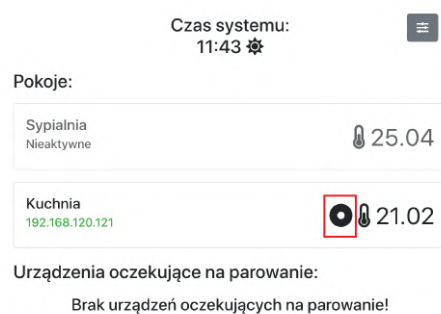 Czas systemu:
11:43
Pokoje:
Sypialnia
Nieaktywne
25.04
Kuchnia
192.168.120.121
21.02
Urządzenia oczekujące na parowanie:
Brak urządzeń oczekujących na parowanie!